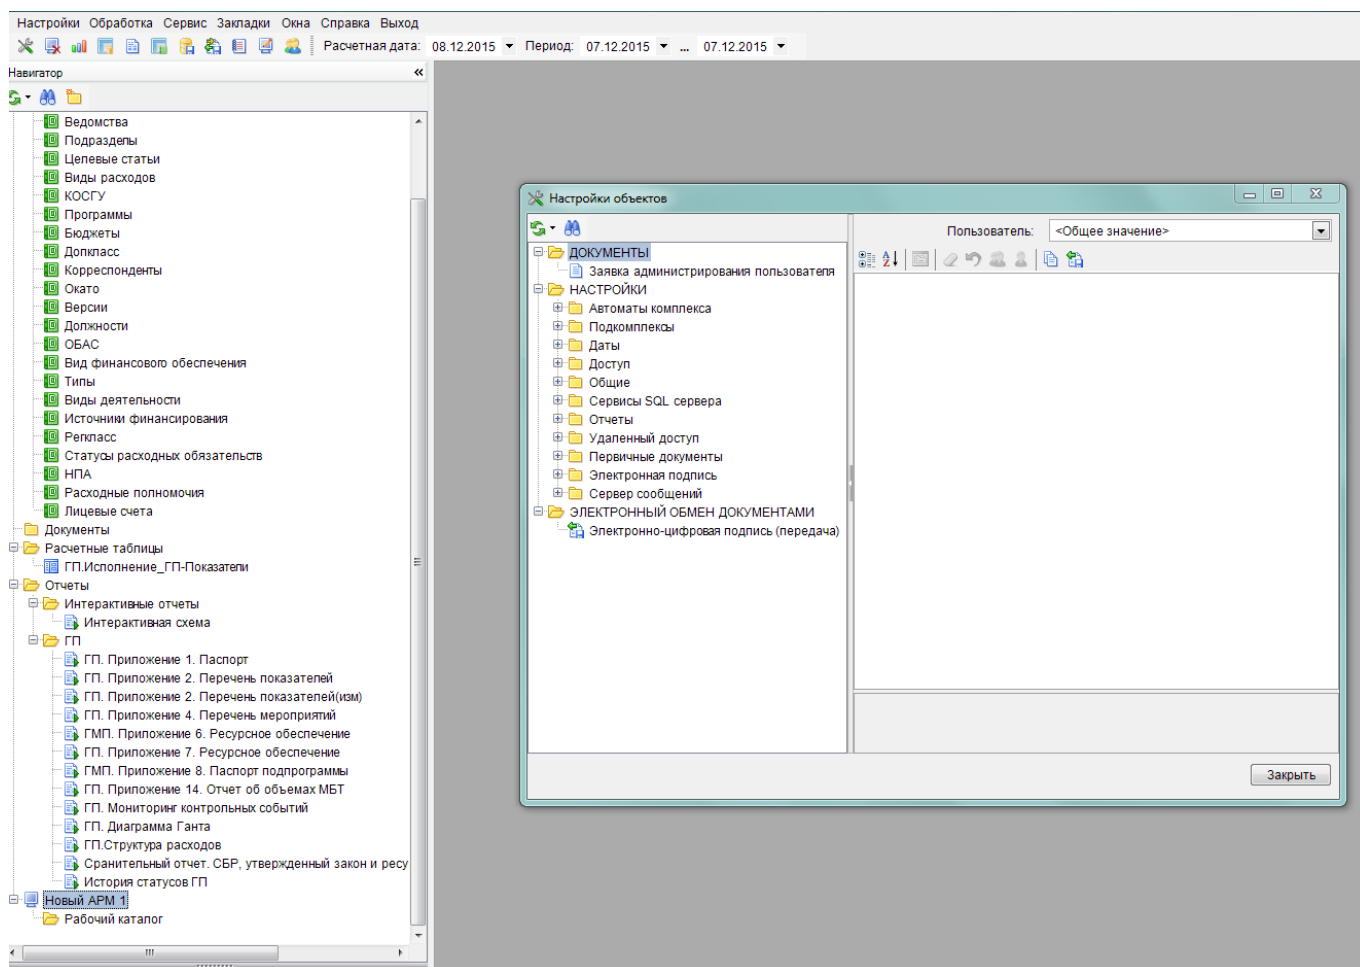 Настройки Обработка Сервис Закладки Окна Справка Выход
Расчетная дата: 08.12.2015 Период: 07.12.2015 ... 07.12.2015
Навигатор
Ведомства
Подразделы
Целевые статьи
Виды расходов
КОСГУ
Программы
Бюджеты
Допкласс
Корреспонденты
Окато
Версии
Должности
ОБАС
Вид финансового обеспечения
Типы
Виды деятельности
Источники финансирования
Регкласс
Статусы расходных обязательств
НПА
Расходные полномочия
Лицевые счета
Документы
Расчетные таблицы
ГП.Исполнение_ГП-Показатели
Отчеты
Интерактивные отчеты
Интерактивная схема
ГП
ГП. Приложение 1. Паспорт
ГП. Приложение 2. Перечень показателей
ГП. Приложение 2. Перечень показателей(изм)
ГП. Приложение 4. Перечень мероприятий
ГМП. Приложение 6. Ресурсное обеспечение
ГП. Приложение 7. Ресурсное обеспечение
ГМП. Приложение 8. Паспорт подпрограммы
ГП. Приложение 14. Отчет об объемах МБТ
ГП. Мониторинг контрольных событий
ГП. Диаграмма Ганта
ГП.Структура расходов
Сранительный отчет. СБР, утвержденный закон и ресу
История статусов ГП
Новый АРМ 1
Рабочий каталог
Настройки объектов
Пользователь: <Общее значение>
ДОКУМЕНТЫ
Заявка администрирования пользователя
НАСТРОЙКИ
Автоматы комплекса
Подкомплексы
Даты
Доступ
Общие
Сервисы SQL сервера
Отчеты
Удаленный доступ
Первичные документы
Электронная подпись
Сервер сообщений
ЭЛЕКТРОННЫЙ ОБМЕН ДОКУМЕНТАМИ
Электронно-цифровая подпись (передача)
Закрыть